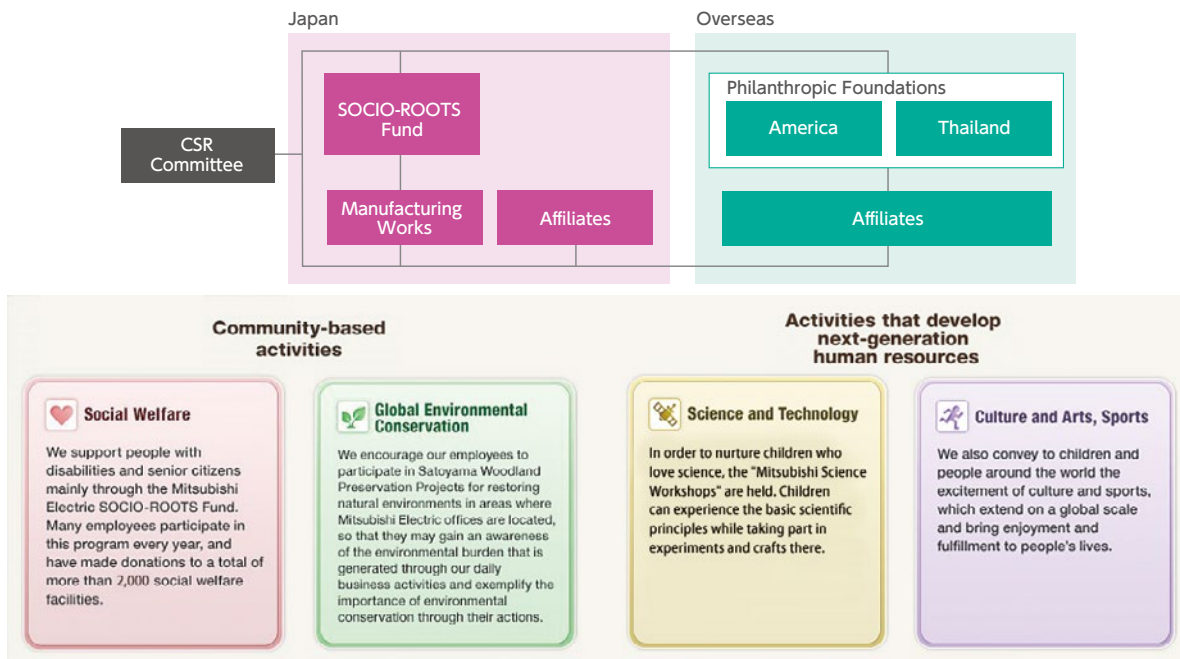 Japan
Overseas
CSR
Committee
SOCIO-ROOTS
Fund
Manufacturing
Works
Affiliates
Philanthropic Foundations
America
Thailand
Affiliates
Community-based
activities
Activities that develop
next-generation
human resources
Social Welfare
We support people with
disabilities and senior citizens
mainly through the Mitsubishi
Electric SOCIO-ROOTS Fund.
Many employees participate in
this program every year, and
have made donations to a total of
more than 2,000 social welfare
facilities.
Global Environmental
Conservation
We encourage our employees to
participate in Satoyama Woodland
Preservation Projects for restoring
natural environments in areas where
Mitsubishi Electric offices are located,
so that they may gain an awareness
of the environmental burden that is
generated through our daily
business activities and exemplify the
importance of environmental
conservation through their actions.
Science and Technology
In order to nurture children who
love science, the "Mitsubishi Science
Workshops" are held. Children
can experience the basic scientific
principles while taking part in
experiments and crafts there.
Culture and Arts, Sports
We also convey to children and
people around the world the
excitement of culture and sports,
which extend on a global scale
and bring enjoyment and
fulfillment to people's lives.